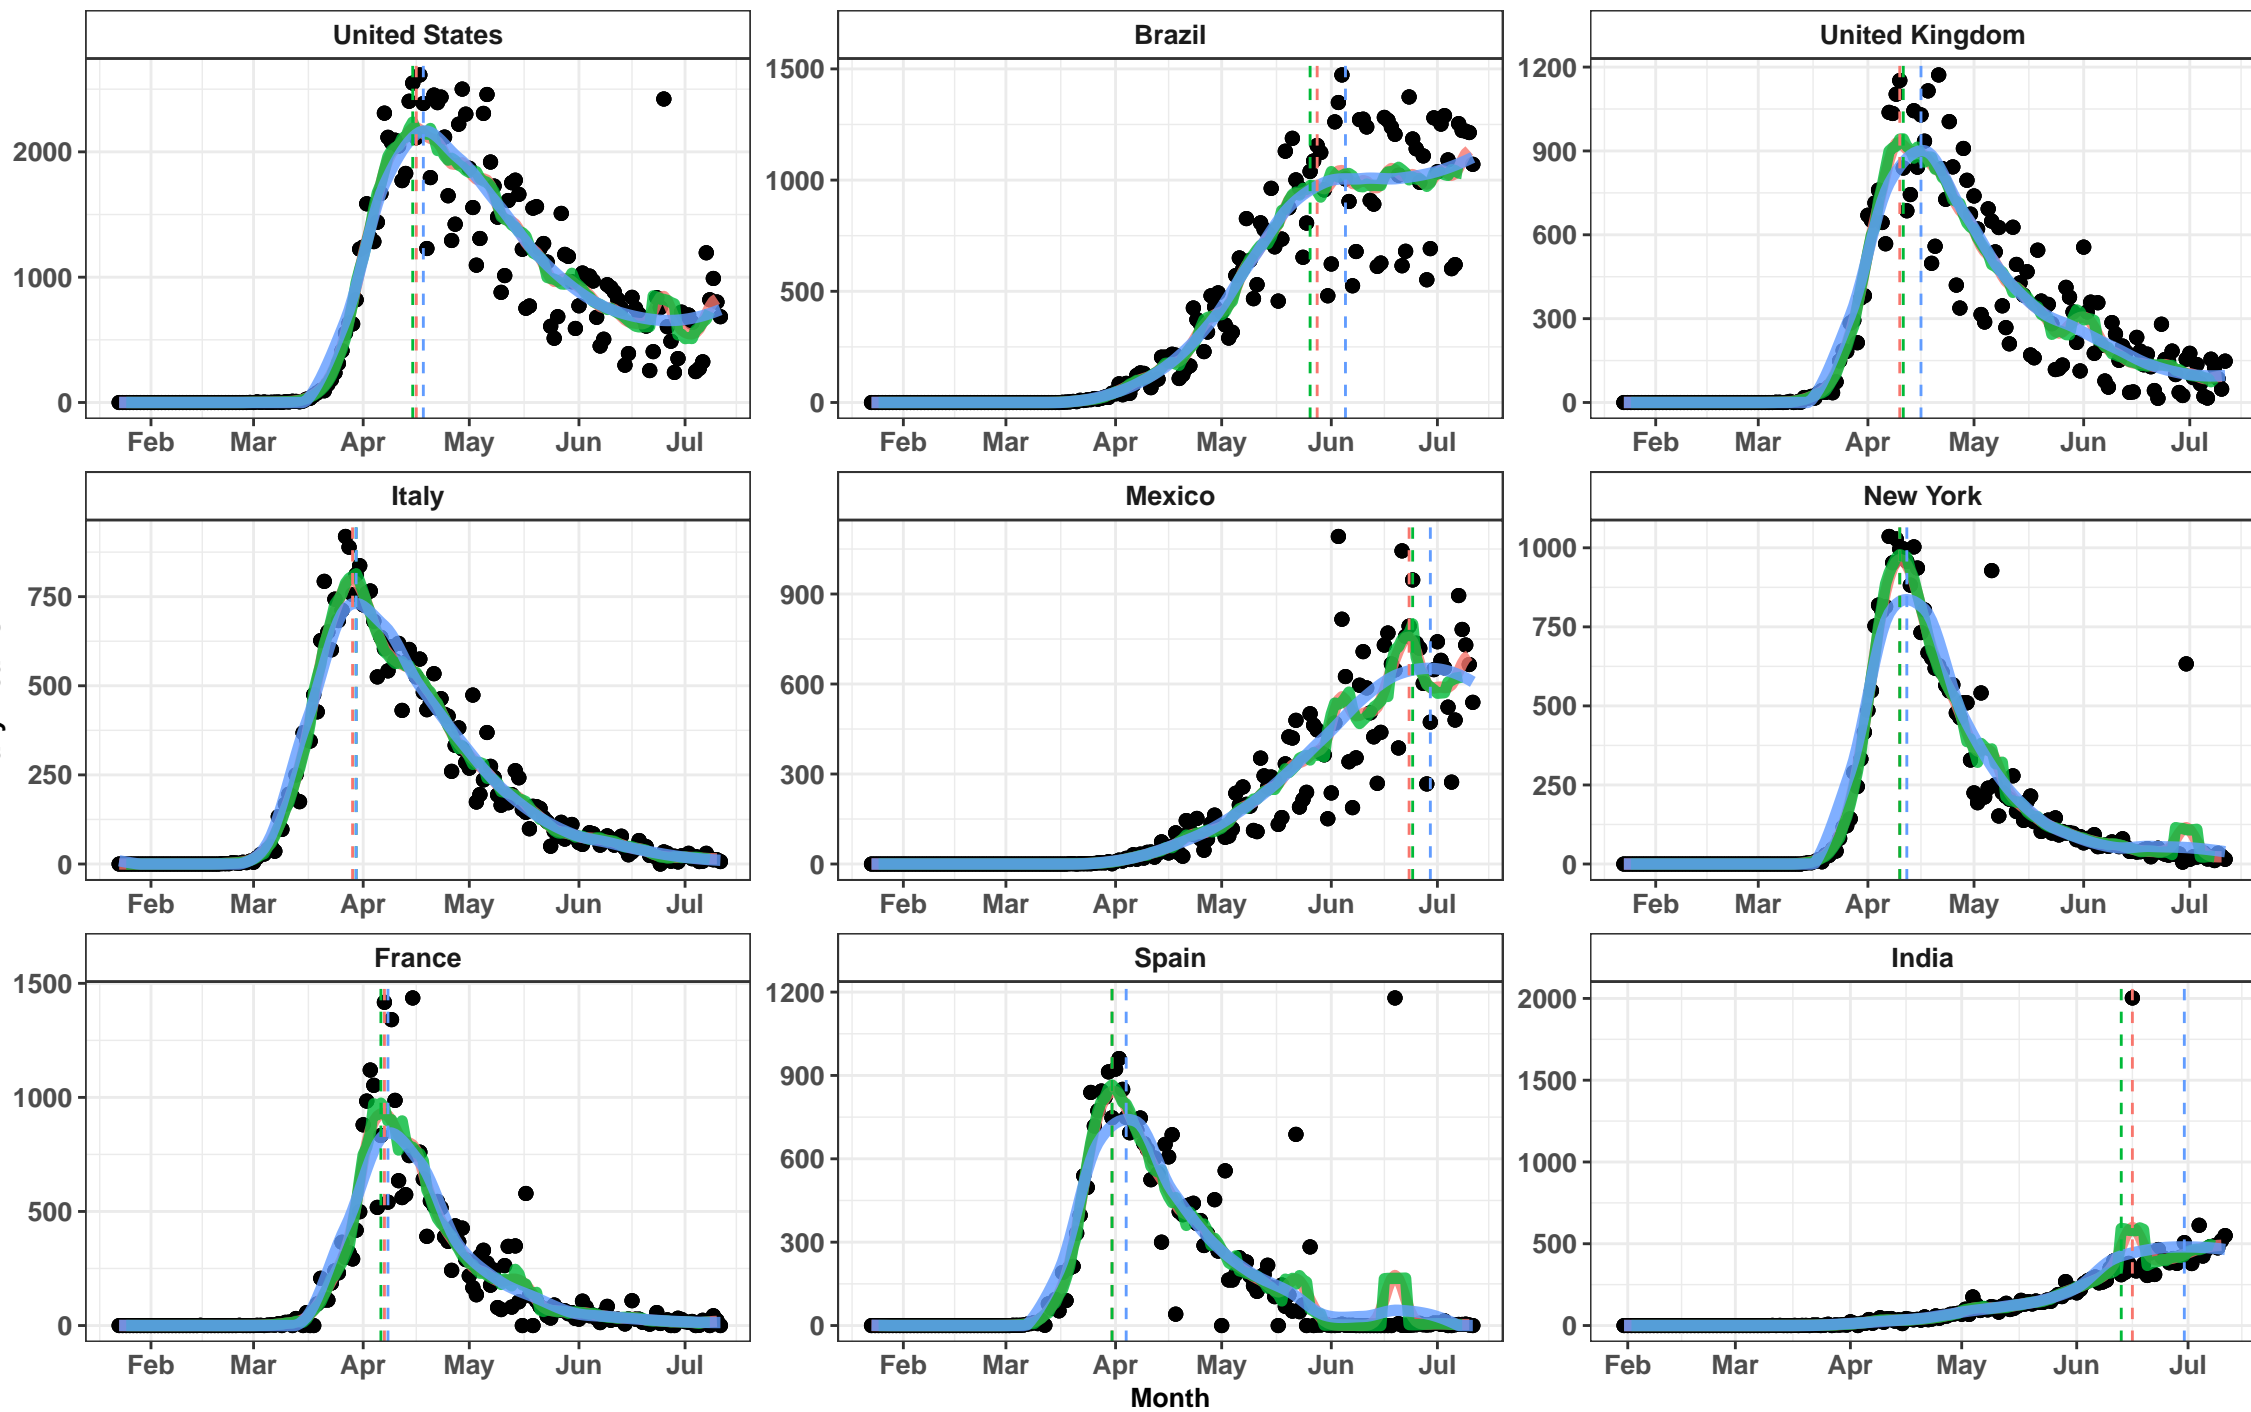 United States Brazil United Kingdom
1500 1200
2000 900
1000 600
1000 500 300
0 0 0
Feb Mar Apr May Jun Jul Feb Mar Apr May Jun Jul Feb Mar Apr May Jun Jul
Italy Mexico New York
1000
750 900 750
500 600 500
250 300 250
0 0 0
Feb Mar Apr May Jun Jul Feb Mar Apr May Jun Jul Feb Mar Apr May Jun Jul
France Spain India
1500 1200 2000
1000 900 1500
600 1000
500 300 500
0 0 0
Feb Mar Apr May Jun Jul Feb Mar Apr May Jun Jul Feb Mar Apr May Jun Jul
Month